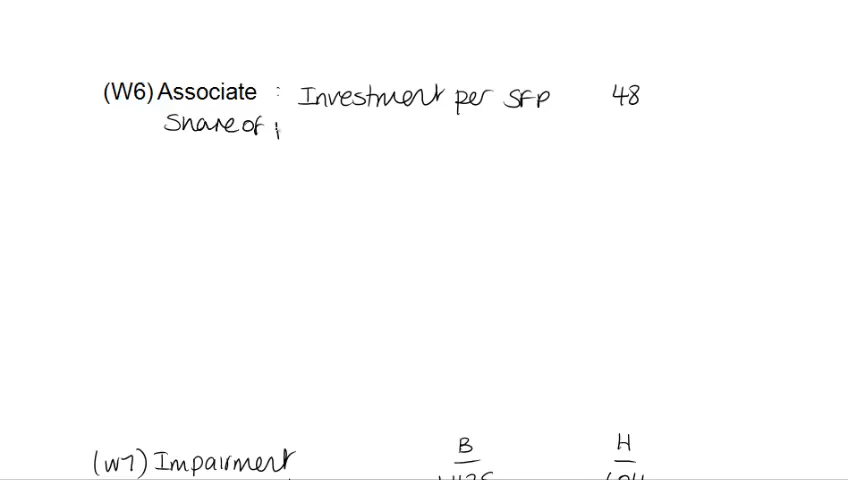 (W6) Associate : Investment per SFP 48
Share of
B H
(W7) Impairment